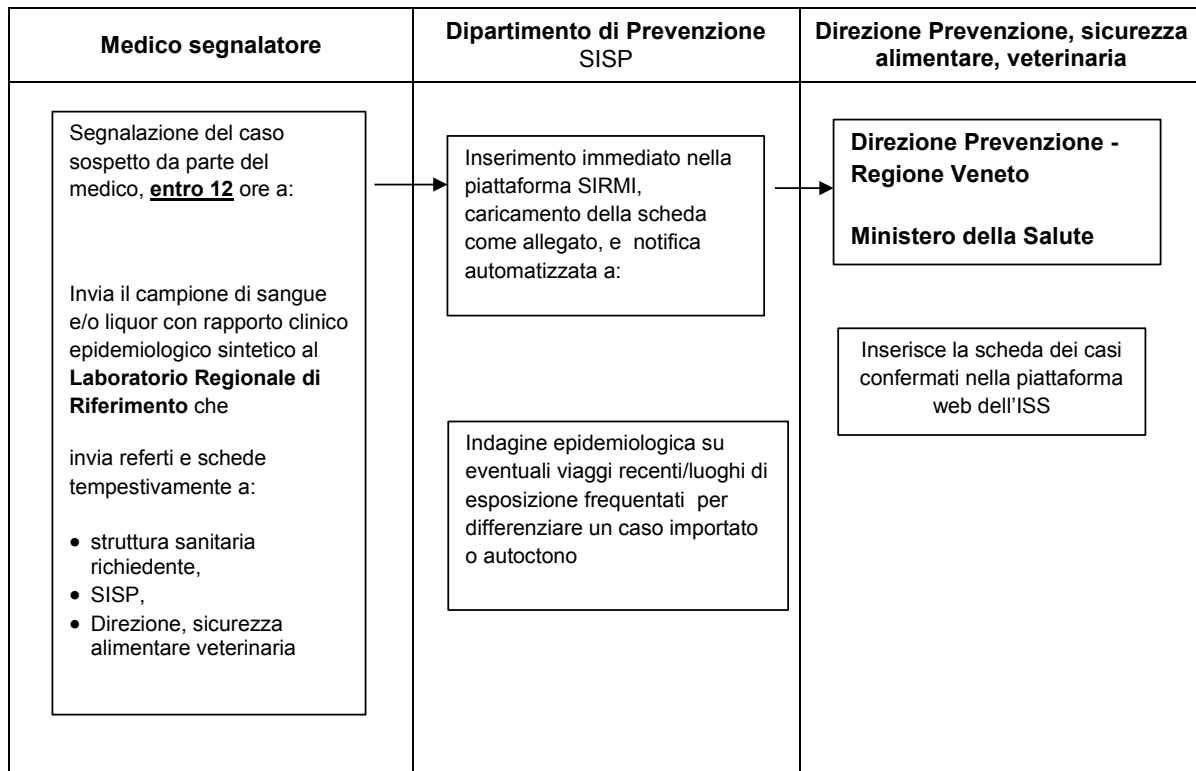 Medico segnalatore
Dipartimento di Prevenzione
SISP
Direzione Prevenzione, sicurezza
alimentare, veterinaria
Segnalazione del caso
sospetto da parte del
medico, entro 12 ore a:
Invia il campione di sangue
e/o liquor con rapporto clinico
epidemiologico sintetico al
Laboratorio Regionale di
Riferimento che
invia referti e schede
tempestivamente a:
• struttura sanitaria
richiedente,
• SISP,
• Direzione, sicurezza
alimentare veterinaria
Inserimento immediato nella
piattaforma SIRMI,
caricamento della scheda
come allegato, e notifica
automatizzata a:
Indagine epidemiologica su
eventuali viaggi recenti/luoghi di
esposizione frequentati per
differenziare un caso importato
o autoctono
Direzione Prevenzione -
Regione Veneto
Ministero della Salute
Inserisce la scheda dei casi
confermati nella piattaforma
web dell'ISS